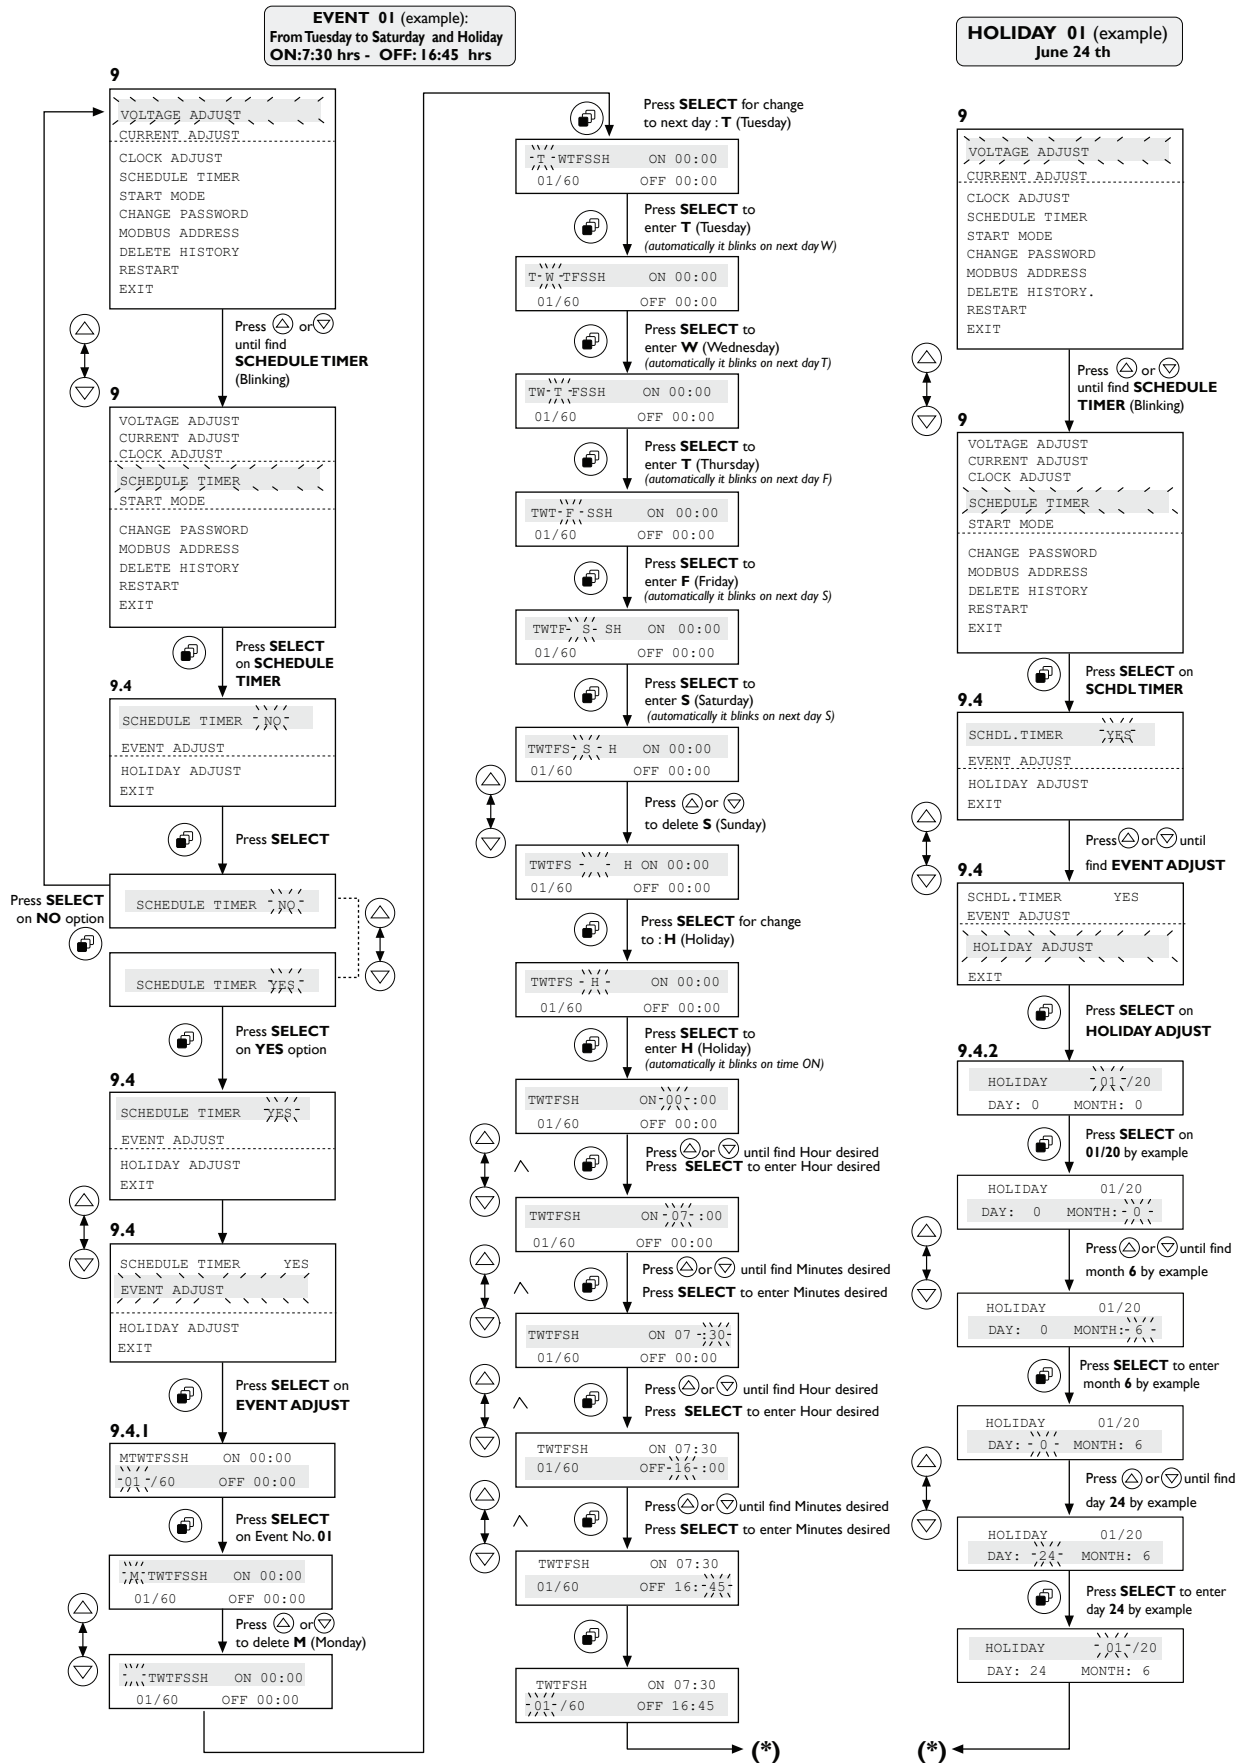 EVENT 01 (example):
From Tuesday to Saturday and Holiday
ON:7:30 hrs - OFF: 16:45 hrs
9
VOLTAGE ADJUST
CURRENT ADJUST
CLOCK ADJUST
SCHEDULE TIMER
START MODE
CHANGE PASSWORD
MODBUS ADDRESS
DELETE HISTORY
RESTART
EXIT
Press or
until find
SCHEDULE TIMER
(Blinking)
9
VOLTAGE ADJUST
CURRENT ADJUST
CLOCK ADJUST
SCHEDULE TIMER
START MODE
CHANGE PASSWORD
MODBUS ADDRESS
DELETE HISTORY
RESTART
EXIT
Press SELECT
on SCHEDULE
TIMER
9.4
SCHEDULE TIMER - NO -
EVENT ADJUST
HOLIDAY ADJUST
EXIT
Press SELECT
Press SELECT
on NO option
SCHEDULE TIMER - NO -
SCHEDULE TIMER -YES-
Press SELECT
on YES option
9.4
SCHEDULE TIMER -YES-
EVENT ADJUST
HOLIDAY ADJUST
EXIT
9.4
SCHEDULE TIMER YES
EVENT ADJUST
HOLIDAY ADJUST
EXIT
Press SELECT on
EVENT ADJUST
9.4.1
MTWTFSSH ON 00:00
-01 -/60 OFF 00:00
Press SELECT
on Event No. 01
-M-TWTFSSH ON 00:00
01/60 OFF 00:00
Press or
to delete M (Monday)
- -TWTFSSH ON 00:00
01/60 OFF 00:00
Press SELECT for change
to next day : T (Tuesday)
-T -WTFSSH ON 00:00
01/60 OFF 00:00
Press SELECT to
enter T (Tuesday)
(automatically it blinks on next day W)
T-W-TFSSH ON 00:00
01/60 OFF 00:00
Press SELECT to
enter W (Wednesday)
(automatically it blinks on next day T)
TW-T -FSSH ON 00:00
01/60 OFF 00:00
Press SELECT to
enter T (Thursday)
(automatically it blinks on next day F)
TWT-F -SSH ON 00:00
01/60 OFF 00:00
Press SELECT to
enter F (Friday)
(automatically it blinks on next day S)
TWTF- S- SH ON 00:00
01/60 OFF 00:00
Press SELECT to
enter S (Saturday)
(automatically it blinks on next day S)
TWTFS- S - H ON 00:00
01/60 OFF 00:00
Press or
to delete S (Sunday)
TWTFS - - H ON 00:00
01/60 OFF 00:00
Press SELECT for change
to : H (Holiday)
TWTFS - H - ON 00:00
01/60 OFF 00:00
Press SELECT to
enter H (Holiday)
(automatically it blinks on time ON)
TWTFSH ON-00-:00
01/60 OFF 00:00
Press or until find Hour desired
Press SELECT to enter Hour desired
TWTFSH ON -07-:00
01/60 OFF 00:00
Press or until find Minutes desired
Press SELECT to enter Minutes desired
TWTFSH ON 07 -:30-
01/60 OFF 00:00
Press or until find Hour desired
Press SELECT to enter Hour desired
TWTFSH ON 07:30
01/60 OFF-16-:00
Press or until find Minutes desired
Press SELECT to enter Minutes desired
TWTFSH ON 07:30
01/60 OFF 16:-45-
TWTFSH ON 07:30
-01-/60 OFF 16:45
(*)
HOLIDAY 01 (example)
June 24 th
9
VOLTAGE ADJUST
CURRENT ADJUST
CLOCK ADJUST
SCHEDULE TIMER
START MODE
CHANGE PASSWORD
MODBUS ADDRESS
DELETE HISTORY.
RESTART
EXIT
Press or
until find SCHEDULE
TIMER (Blinking)
9
VOLTAGE ADJUST
CURRENT ADJUST
CLOCK ADJUST
SCHEDULE TIMER
START MODE
CHANGE PASSWORD
MODBUS ADDRESS
DELETE HISTORY
RESTART
EXIT
Press SELECT on
SCHDL TIMER
9.4
SCHDL.TIMER -YES-
EVENT ADJUST
HOLIDAY ADJUST
EXIT
Press or until
find EVENT ADJUST
9.4
SCHDL.TIMER YES
EVENT ADJUST
HOLIDAY ADJUST
EXIT
Press SELECT on
HOLIDAY ADJUST
9.4.2
HOLIDAY -01 -/20
DAY: 0 MONTH: 0
Press SELECT on
01/20 by example
HOLIDAY 01/20
DAY: 0 MONTH:- 0 -
Press or until find
month 6 by example
HOLIDAY 01/20
DAY: 0 MONTH:- 6 -
Press SELECT to enter
month 6 by example
HOLIDAY 01/20
DAY: - 0 - MONTH: 6
Press or until find
day 24 by example
HOLIDAY 01/20
DAY: -24- MONTH: 6
Press SELECT to enter
day 24 by example
HOLIDAY - 01-/20
DAY: 24 MONTH: 6
(*)